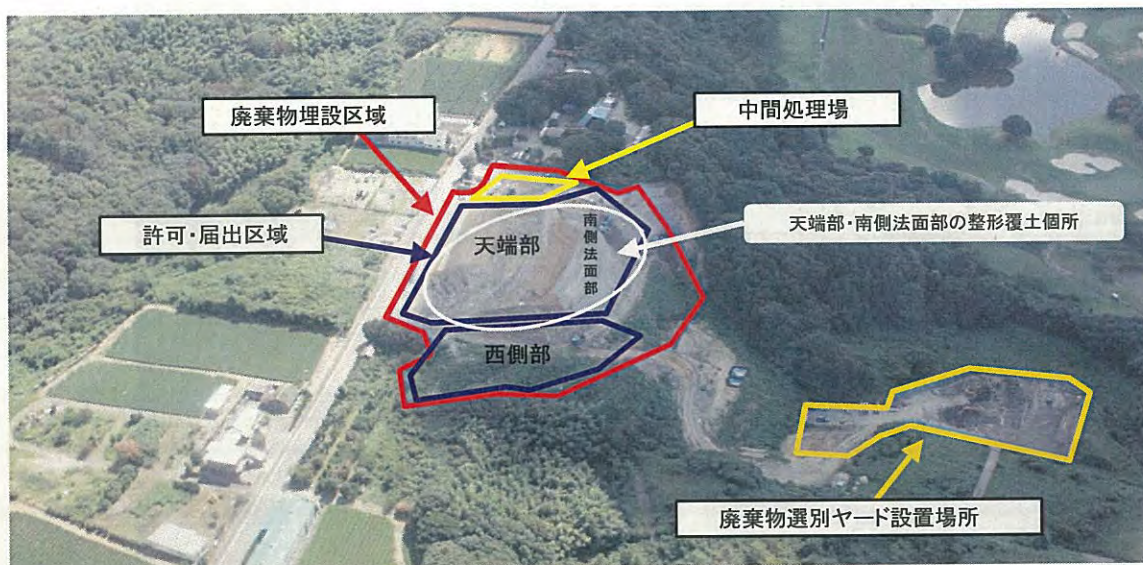 廃棄物埋設区域
中間処理場
許可・届出区域
天端部
南側法面部
天端部・南側法面部の整形覆土個所
西側部
廃棄物選別ヤード設置場所